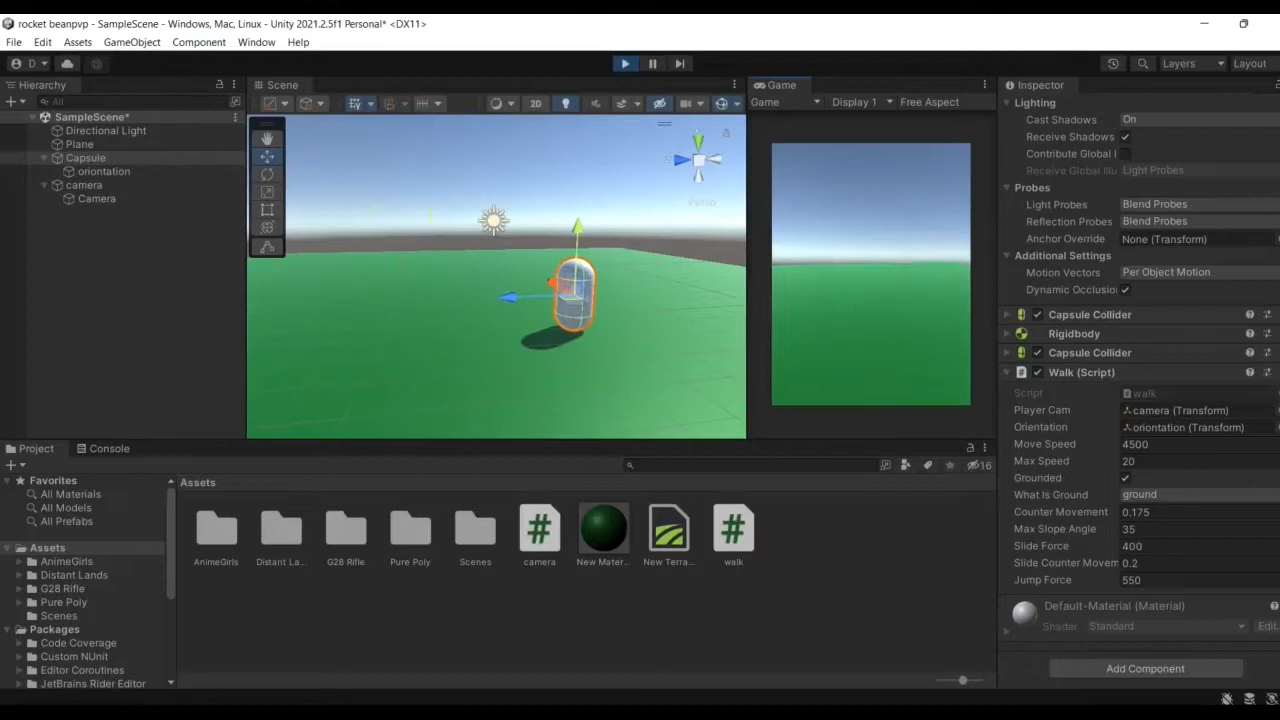 rocket beanpvp - SampleScene - Windows, Mac, Linux - Unity 2021.2.5f1 Personal* <DX11>
File Edit Assets GameObject Component Window Help
D Layers Layout
Hierarchy Scene Game Inspector
All 2D Game Display 1 Free Aspect
SampleScene*
Directional Light
Plane
Capsule
oriontation
camera
Camera
Persp
Lighting
Cast Shadows On
Receive Shadows
Contribute Global I
Receive Global Illu Light Probes
Probes
Light Probes Blend Probes
Reflection Probes Blend Probes
Anchor Override None (Transform)
Additional Settings
Motion Vectors Per Object Motion
Dynamic Occlusion
Capsule Collider
Rigidbody
Capsule Collider
Walk (Script)
Script walk
Player Cam camera (Transform)
Orientation oriontation (Transform)
Move Speed 4500
Max Speed 20
Grounded
What Is Ground ground
Counter Movement 0.175
Max Slope Angle 35
Slide Force 400
Slide Counter Movem 0.2
Jump Force 550
Default-Material (Material)
Shader Standard Edit
Add Component
Project Console
16
Favorites
All Materials
All Models
All Prefabs
Assets
AnimeGirls
Distant Lands
G28 Rifle
Pure Poly
Scenes
Packages
Code Coverage
Custom NUnit
Editor Coroutines
JetBrains Rider Editor
Assets
AnimeGirls Distant La... G28 Rifle Pure Poly Scenes camera New Mater... New Terra... walk